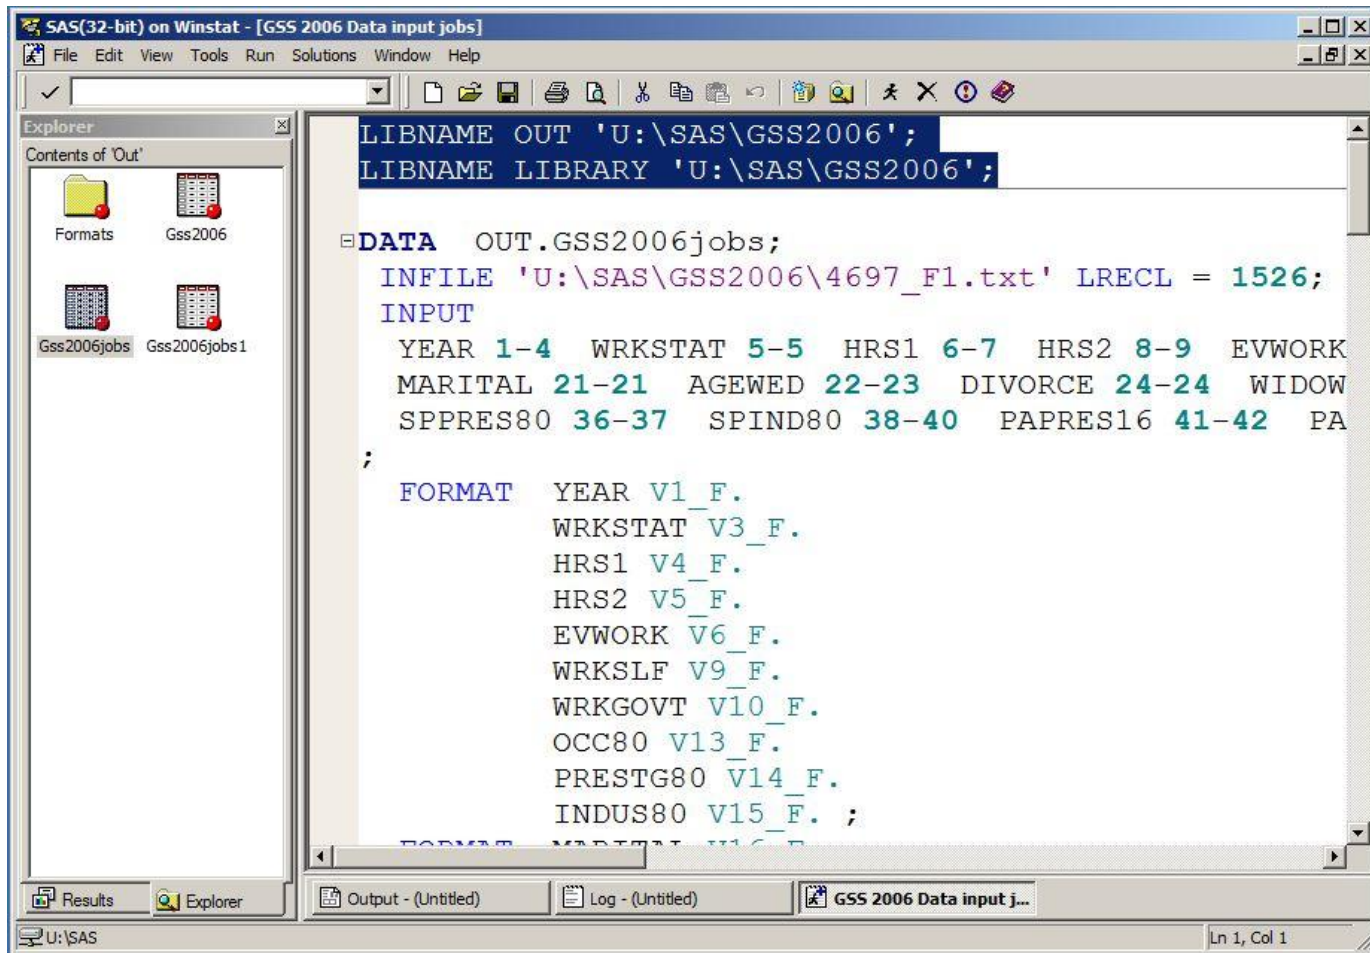 SAS(32-bit) on Winstat - [GSS 2006 Data input jobs]
File Edit View Tools Run Solutions Window Help
Explorer
Contents of 'Out'
Formats
Gss2006
Gss2006jobs
Gss2006jobs1
LIBNAME OUT 'U:\SAS\GSS2006';
LIBNAME LIBRARY 'U:\SAS\GSS2006';
DATA OUT.GSS2006jobs;
INFILE 'U:\SAS\GSS2006\4697_F1.txt' LRECL = 1526;
INPUT
YEAR 1-4 WRKSTAT 5-5 HRS1 6-7 HRS2 8-9 EVWORK
MARITAL 21-21 AGEWED 22-23 DIVORCE 24-24 WIDOW
SPPRES80 36-37 SPIND80 38-40 PAPRES16 41-42 PA
;
FORMAT YEAR V1_F.
WRKSTAT V3_F.
HRS1 V4_F.
HRS2 V5_F.
EVWORK V6_F.
WRKSLF V9_F.
WRKGOVT V10_F.
OCC80 V13_F.
PRESTG80 V14_F.
INDUS80 V15_F. ;
FORMAT MARITAL V16_F.
Results
Explorer
Output - (Untitled)
Log - (Untitled)
GSS 2006 Data input j...
U:\SAS
Ln 1, Col 1